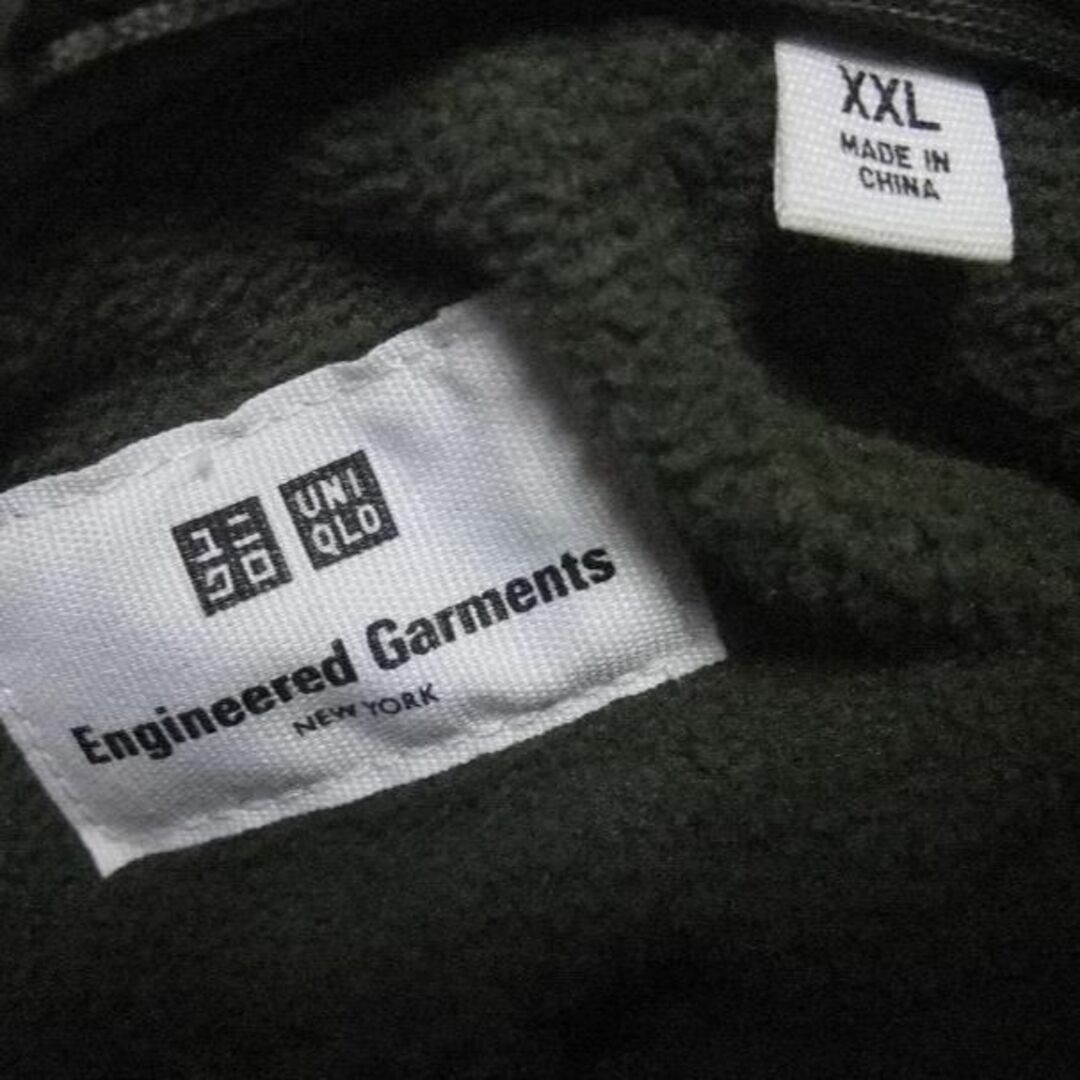 XXL
MADE IN
CHINA
ユニ
クロ
UNI
QLO
Engineered Garments
NEW YORK